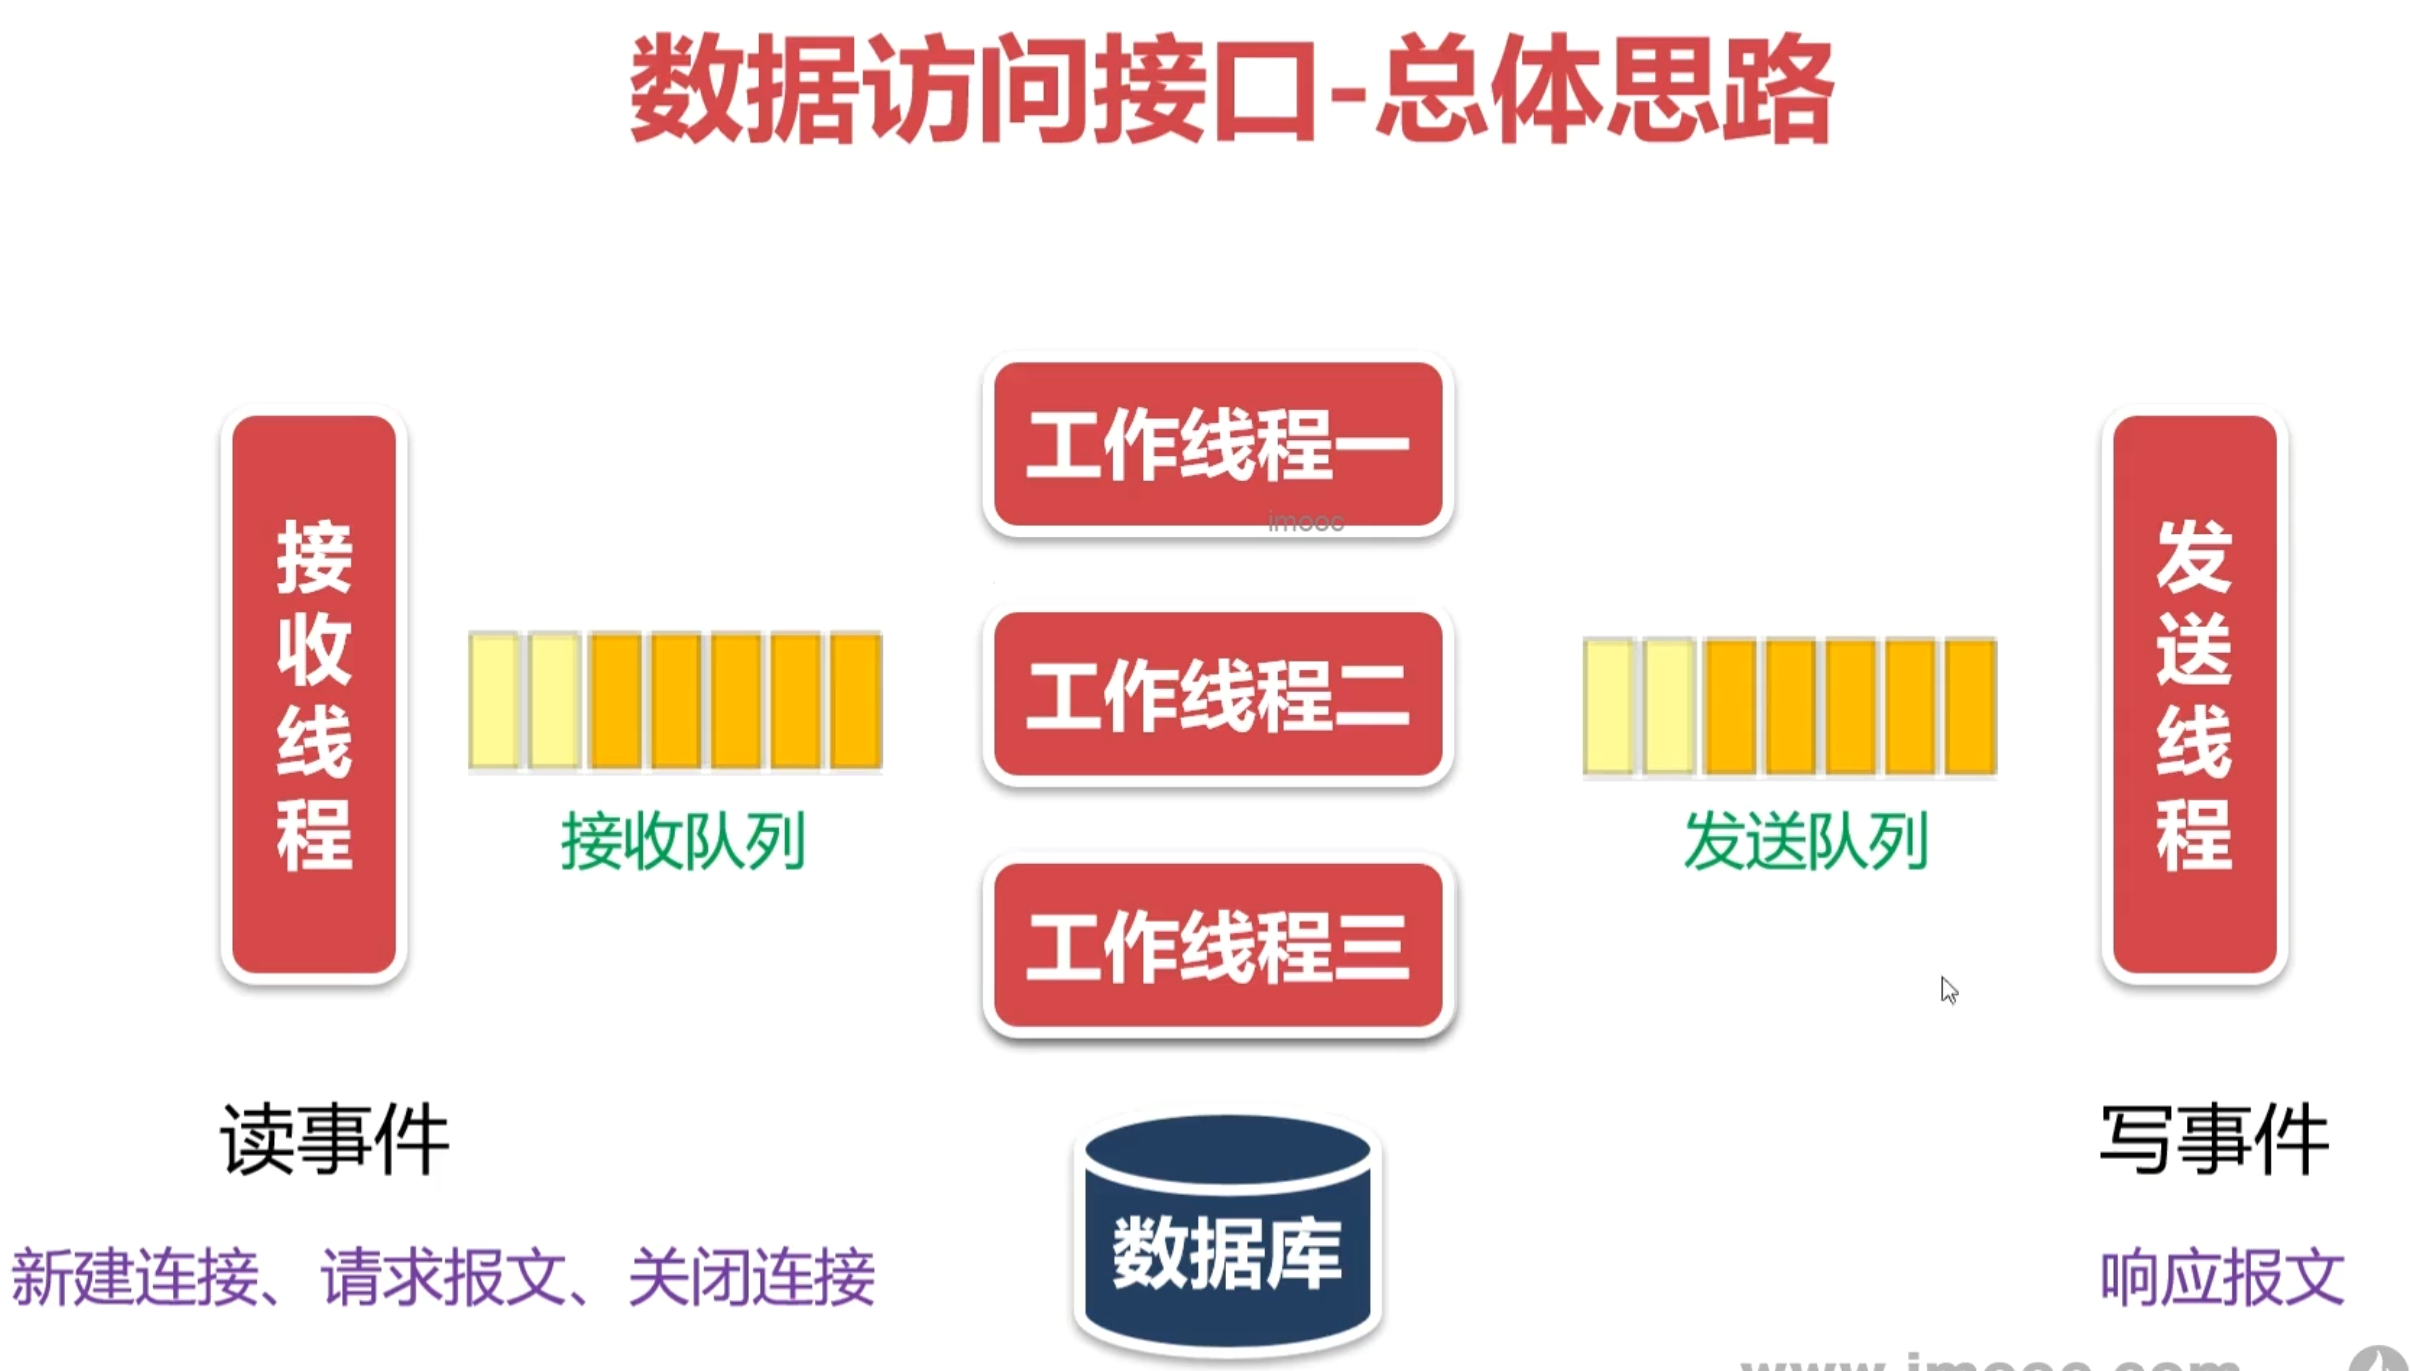 数据访问接口-总体思路
工作线程一
imooc
接收线程
工作线程二
发送线程
接收队列
发送队列
工作线程三
读事件
写事件
数据库
新建连接、请求报文、关闭连接
响应报文
www.imooc.com